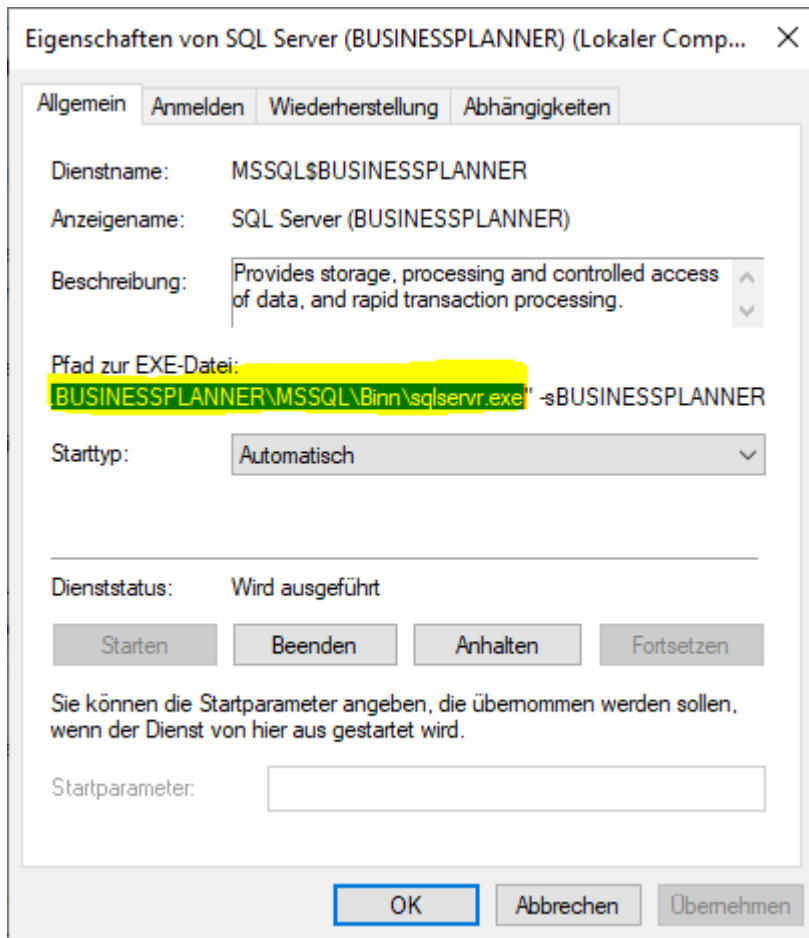 Eigenschaften von SQL Server (BUSINESSPLANNER) (Lokaler Comp...
Allgemein Anmelden Wiederherstellung Abhängigkeiten
Dienstname: MSSQL$BUSINESSPLANNER
Anzeigename: SQL Server (BUSINESSPLANNER)
Beschreibung: Provides storage, processing and controlled access
of data, and rapid transaction processing.
Pfad zur EXE-Datei:
.BUSINESSPLANNER\MSSQL\Binn\sqlservr.exe" -sBUSINESSPLANNER
Starttyp: Automatisch
Dienststatus: Wird ausgeführt
Starten Beenden Anhalten Fortsetzen
Sie können die Startparameter angeben, die übernommen werden sollen,
wenn der Dienst von hier aus gestartet wird.
Startparameter:
OK Abbrechen Übernehmen